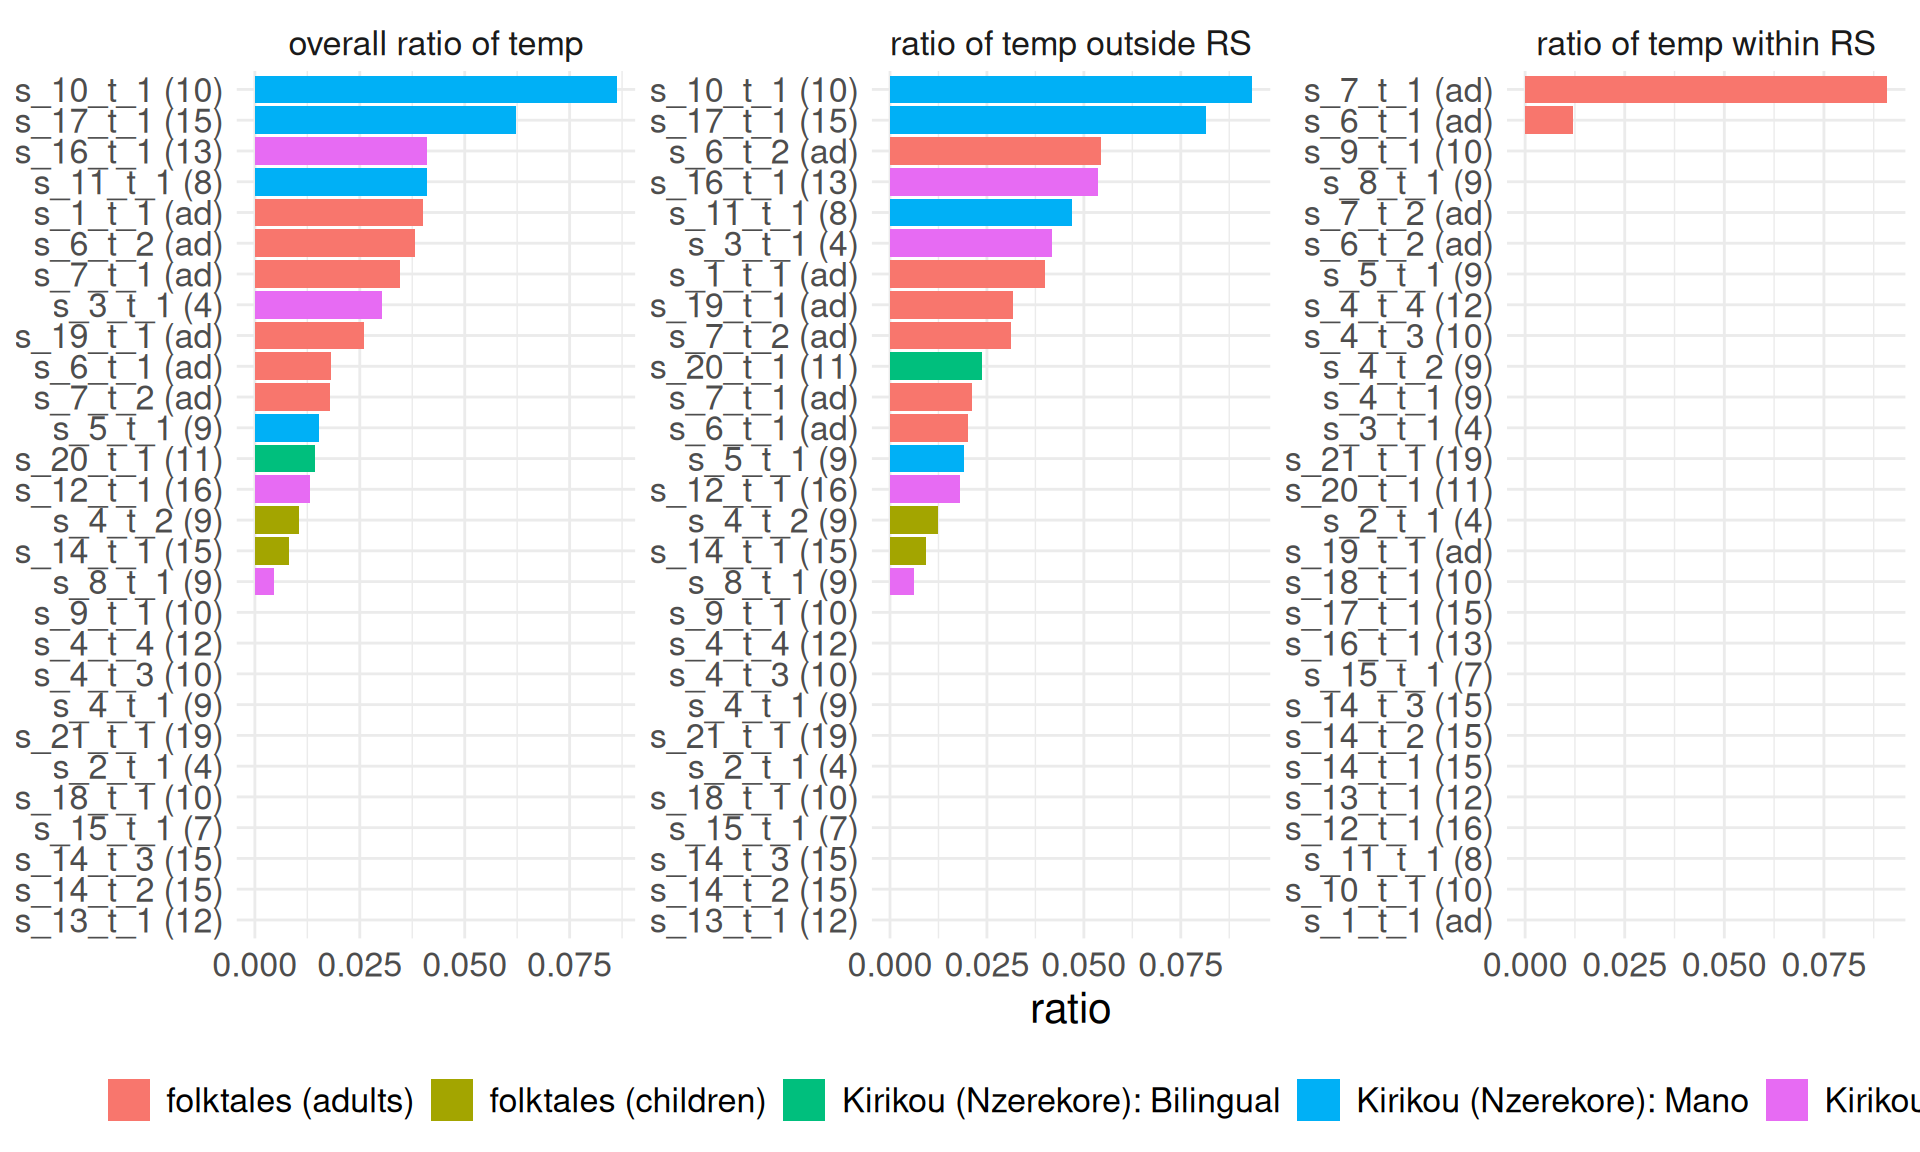 overall ratio of temp
s_10_t_1 (10)
s_17_t_1 (15)
s_16_t_1 (13)
s_11_t_1 (8)
s_1_t_1 (ad)
s_6_t_2 (ad)
s_7_t_1 (ad)
s_3_t_1 (4)
s_19_t_1 (ad)
s_6_t_1 (ad)
s_7_t_2 (ad)
s_5_t_1 (9)
s_20_t_1 (11)
s_12_t_1 (16)
s_4_t_2 (9)
s_14_t_1 (15)
s_8_t_1 (9)
s_9_t_1 (10)
s_4_t_4 (12)
s_4_t_3 (10)
s_4_t_1 (9)
s_21_t_1 (19)
s_2_t_1 (4)
s_18_t_1 (10)
s_15_t_1 (7)
s_14_t_3 (15)
s_14_t_2 (15)
s_13_t_1 (12)
0.000 0.025 0.050 0.075
ratio of temp outside RS
s_10_t_1 (10)
s_17_t_1 (15)
s_6_t_2 (ad)
s_16_t_1 (13)
s_11_t_1 (8)
s_3_t_1 (4)
s_1_t_1 (ad)
s_19_t_1 (ad)
s_7_t_2 (ad)
s_20_t_1 (11)
s_7_t_1 (ad)
s_6_t_1 (ad)
s_5_t_1 (9)
s_12_t_1 (16)
s_4_t_2 (9)
s_14_t_1 (15)
s_8_t_1 (9)
s_9_t_1 (10)
s_4_t_4 (12)
s_4_t_3 (10)
s_4_t_1 (9)
s_21_t_1 (19)
s_2_t_1 (4)
s_18_t_1 (10)
s_15_t_1 (7)
s_14_t_3 (15)
s_14_t_2 (15)
s_13_t_1 (12)
0.000 0.025 0.050 0.075
ratio of temp within RS
s_7_t_1 (ad)
s_6_t_1 (ad)
s_9_t_1 (10)
s_8_t_1 (9)
s_7_t_2 (ad)
s_6_t_2 (ad)
s_5_t_1 (9)
s_4_t_4 (12)
s_4_t_3 (10)
s_4_t_2 (9)
s_4_t_1 (9)
s_3_t_1 (4)
s_21_t_1 (19)
s_20_t_1 (11)
s_2_t_1 (4)
s_19_t_1 (ad)
s_18_t_1 (10)
s_17_t_1 (15)
s_16_t_1 (13)
s_15_t_1 (7)
s_14_t_3 (15)
s_14_t_2 (15)
s_14_t_1 (15)
s_13_t_1 (12)
s_12_t_1 (16)
s_11_t_1 (8)
s_10_t_1 (10)
s_1_t_1 (ad)
0.000 0.025 0.050 0.075
ratio
folktales (adults) folktales (children) Kirikou (Nzerekore): Bilingual Kirikou (Nzerekore): Mano